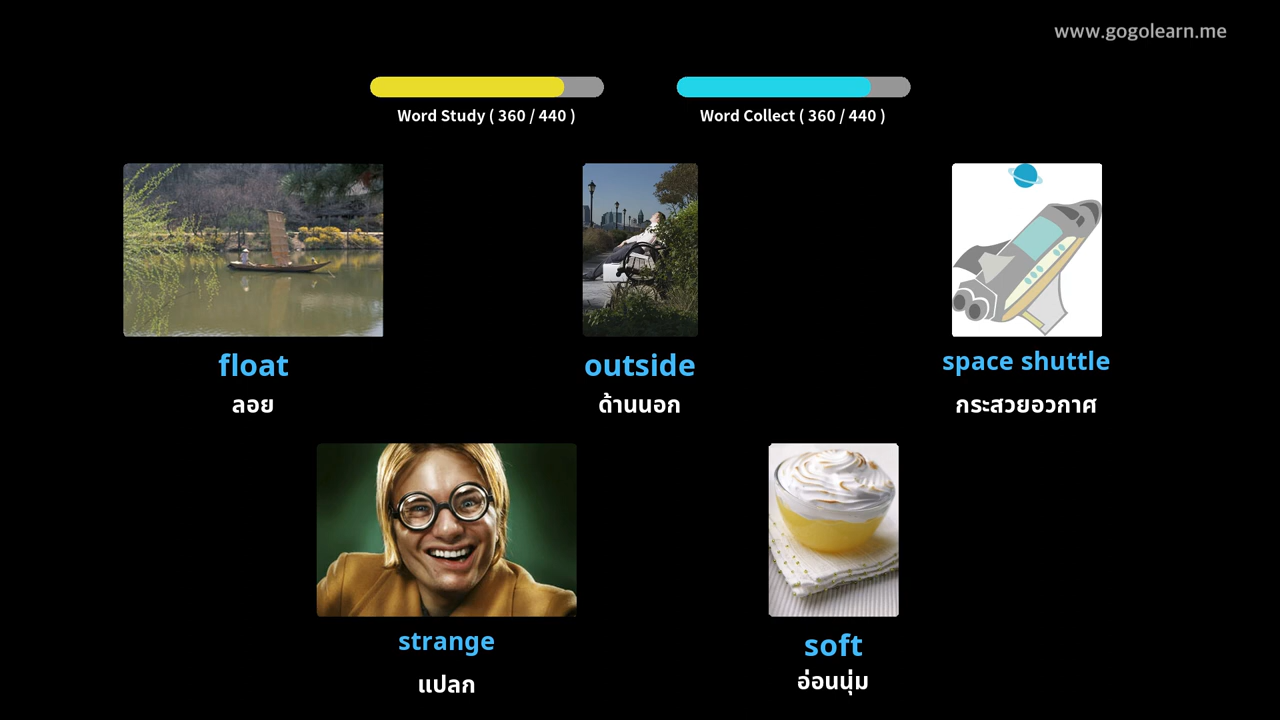 www.gogolearn.me
Word Study ( 360 / 440 )
Word Collect ( 360 / 440 )
float
ลอย
outside
ด้านนอก
space shuttle
กระสวยอวกาศ
strange
แปลก
soft
อ่อนนุ่ม